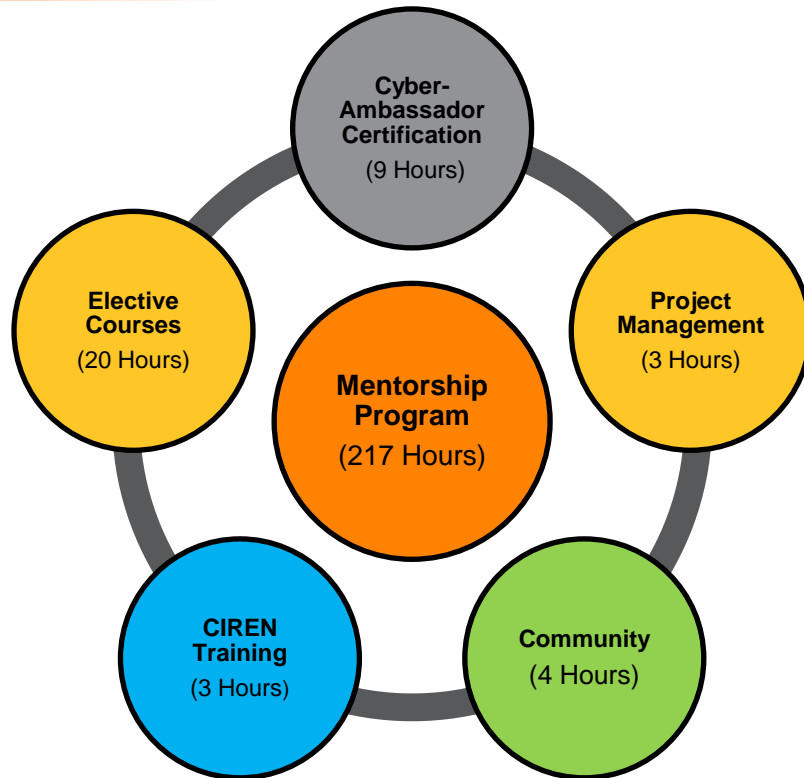 Cyber-
Ambassador
Certification
(9 Hours)
Elective
Courses
(20 Hours)
Project
Management
(3 Hours)
Mentorship
Program
(217 Hours)
CIREN
Training
(3 Hours)
Community
(4 Hours)